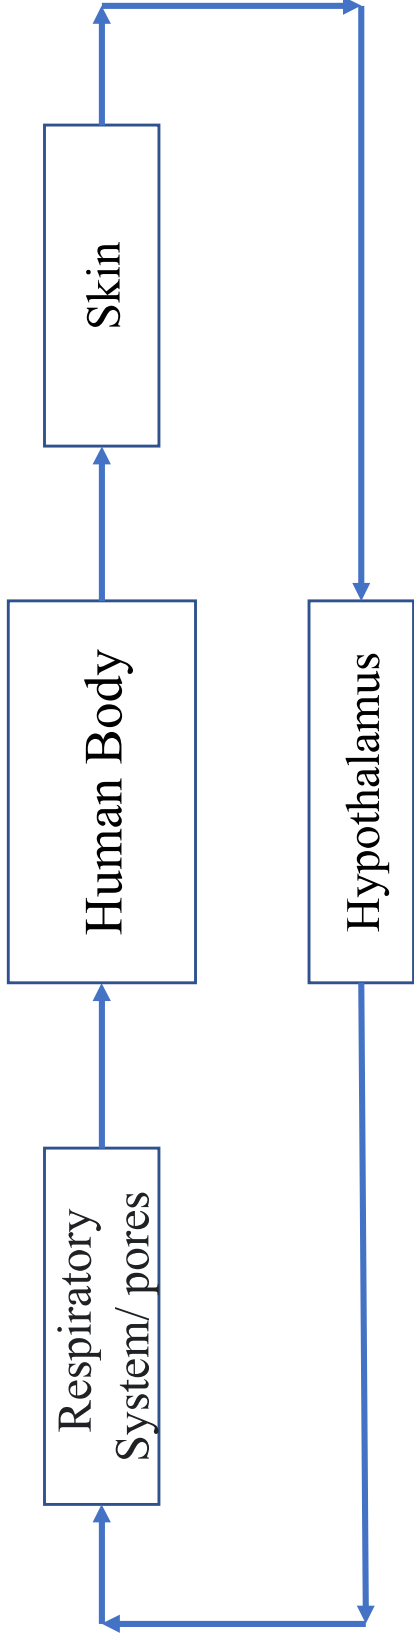 Respiratory
System/ pores
Human Body
Skin
Hypothalamus